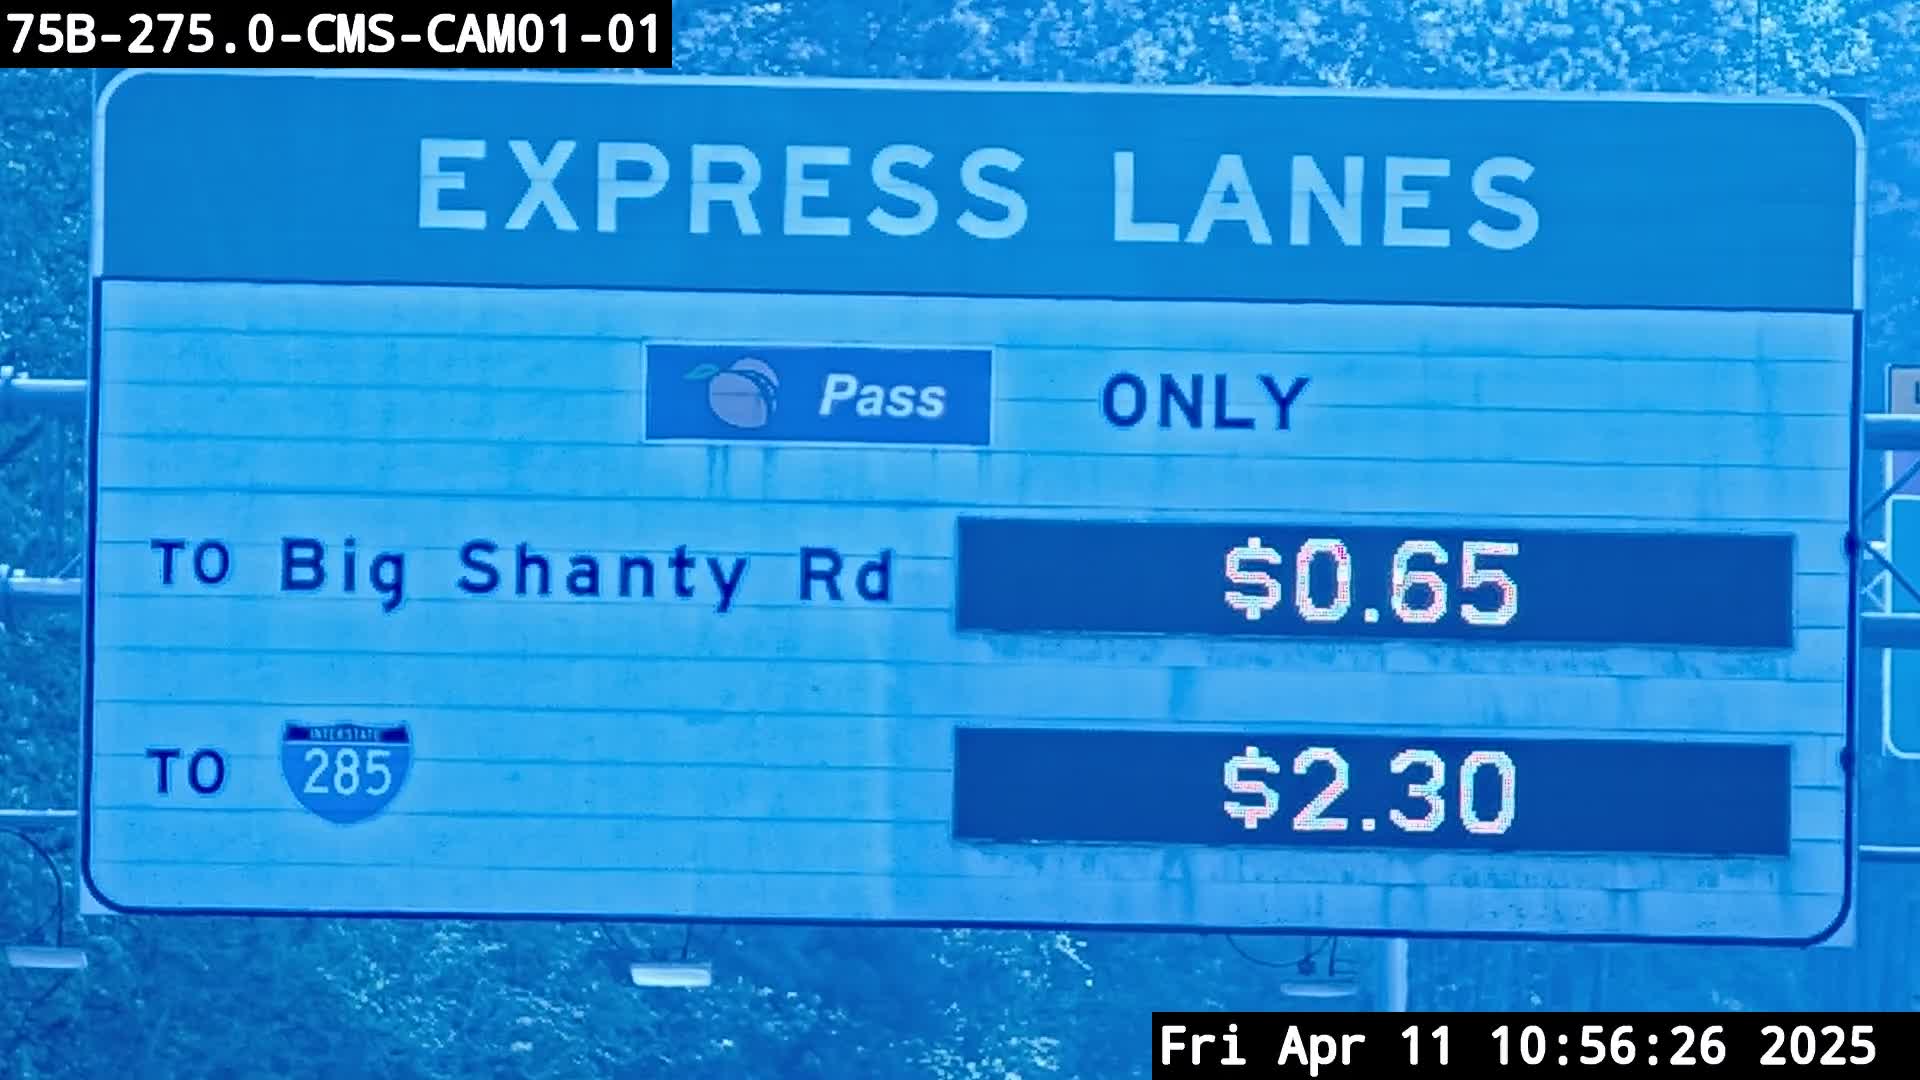 75B-275.0-CMS-CAM01-01
EXPRESS LANES
Pass ONLY
TO Big Shanty Rd $0.65
TO INTERSTATE 285 $2.30
Fri Apr 11 10:56:26 2025